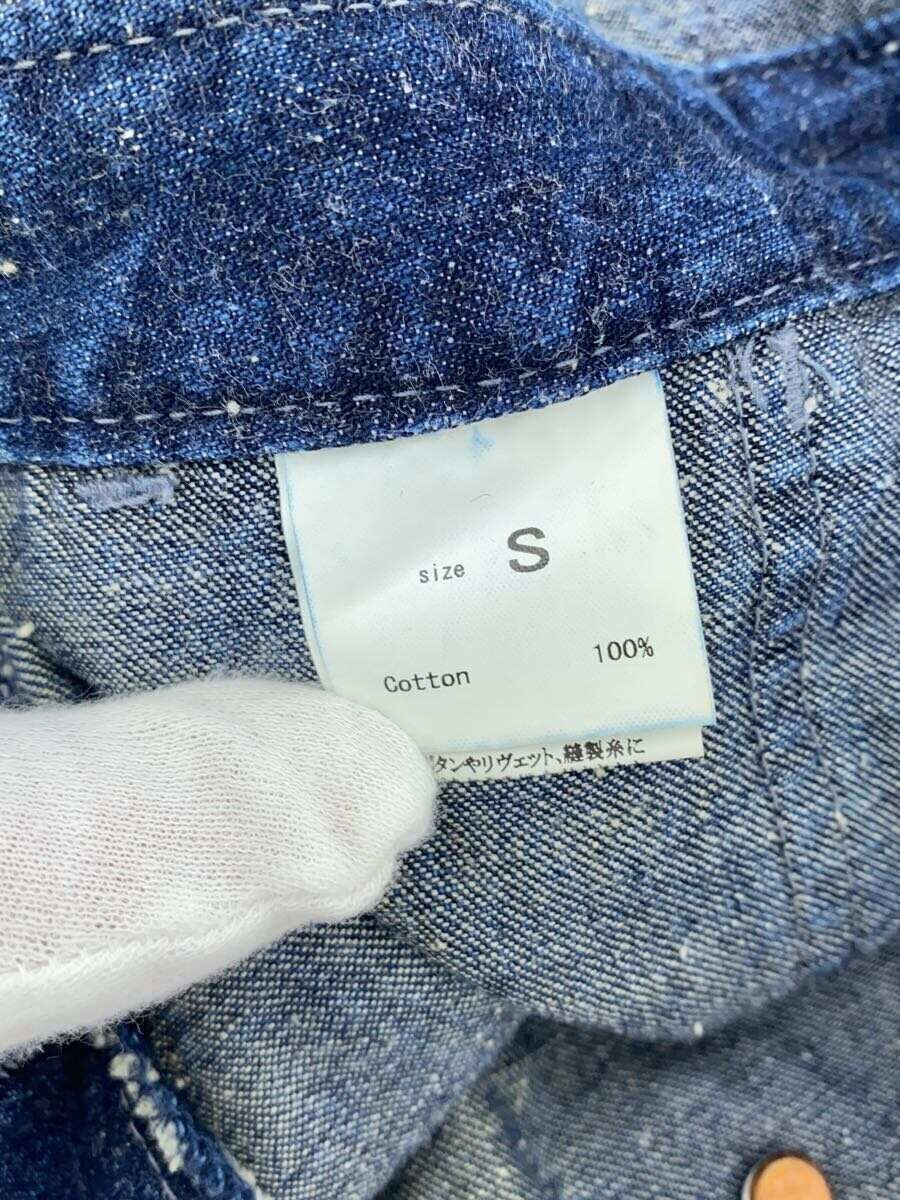 size S
Cotton 100%
タンやリヴェット、縫製糸に